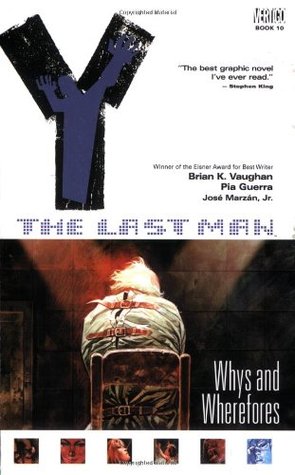 VERTIGO
BOOK 10
"The best graphic novel
I've ever read."
— Stephen King
Y
Winner of the Eisner Award for Best Writer
Brian K. Vaughan
Pia Guerra
José Marzán, Jr.
THE LAST MAN
Whys and
Wherefores